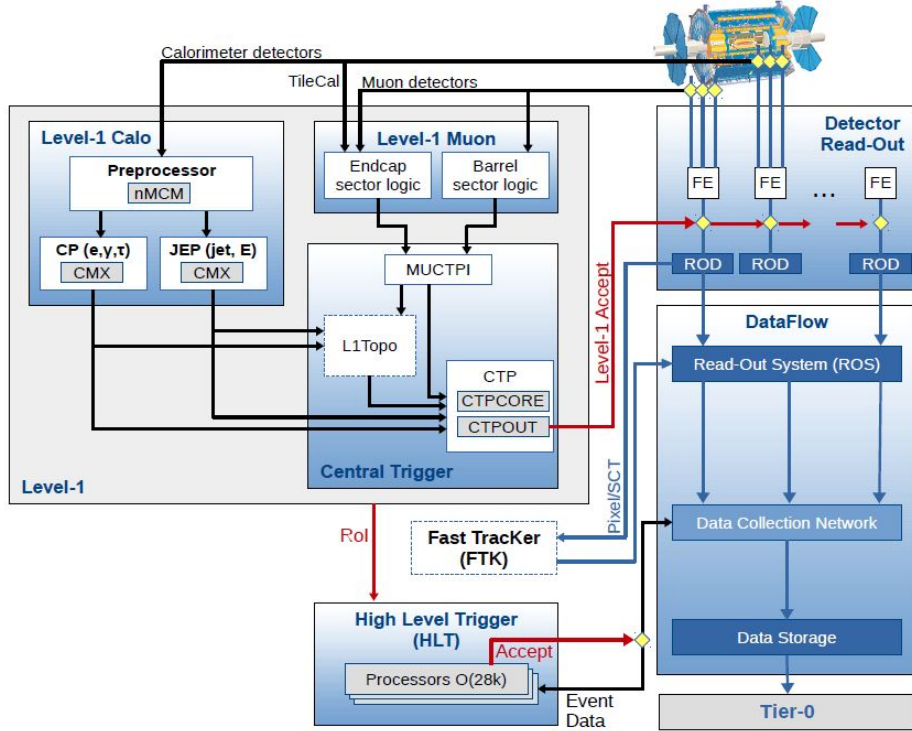 Calorimeter detectors
TileCal
Muon detectors
Level-1 Calo
Preprocessor
nMCM
CP (e,γ,τ)
CMX
JEP (jet, E)
CMX
Level-1 Muon
Endcap
sector logic
Barrel
sector logic
MUCTPI
L1Topo
CTP
CTPCORE
CTPOUT
Central Trigger
Level-1
Level-1 Accept
Detector
Read-Out
FE
FE
...
FE
ROD
ROD
ROD
DataFlow
Read-Out System (ROS)
Pixel/SCT
Data Collection Network
Data Storage
Tier-0
RoI
Fast TracKer
(FTK)
High Level Trigger
(HLT)
Accept
Processors O(28k)
Event
Data